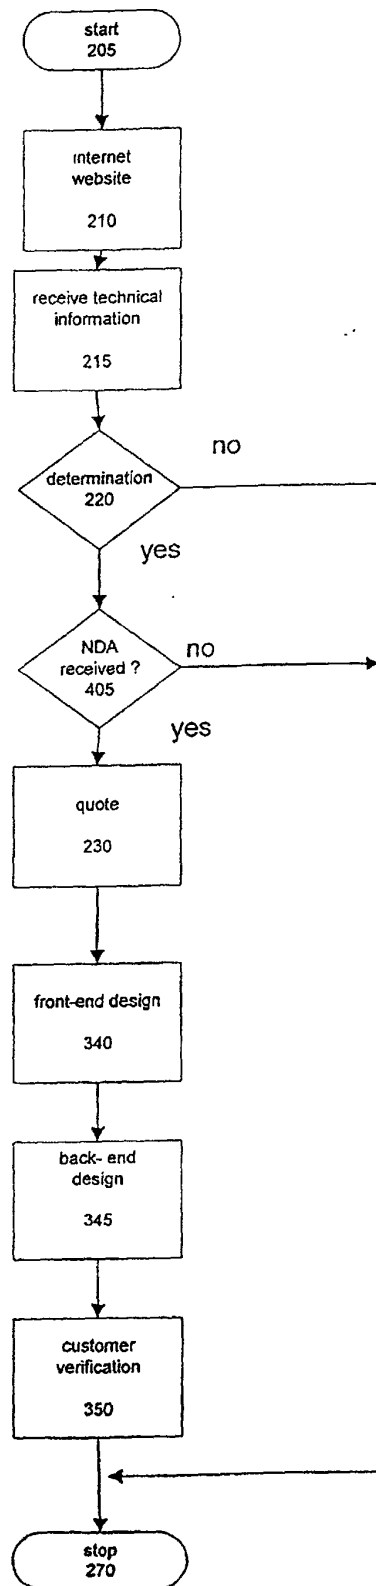 start
205
internet
website
210
receive technical
information
215
no
determination
220
yes
NDA
received ?
405
no
yes
quote
230
front-end design
340
back- end
design
345
customer
verification
350
stop
270